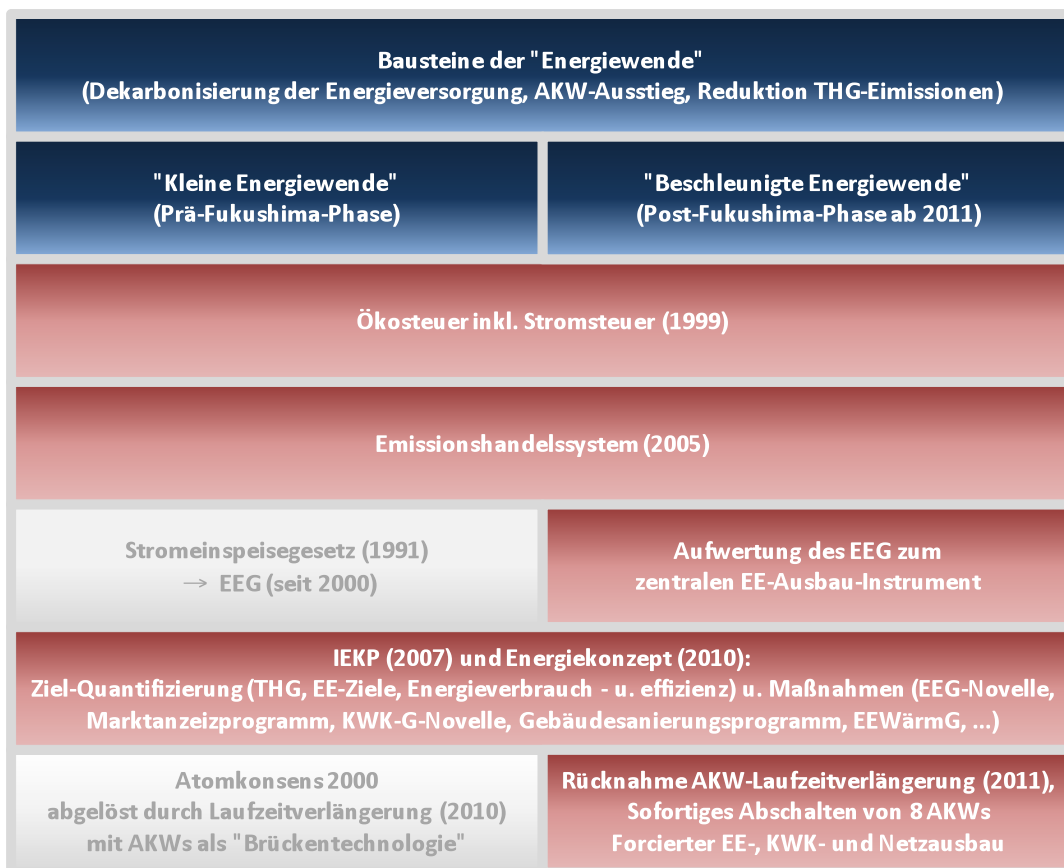 Bausteine der "Energiewende"
(Dekarbonisierung der Energieversorgung, AKW-Ausstieg, Reduktion THG-Eimissionen)
"Kleine Energiewende"
(Prä-Fukushima-Phase)
"Beschleunigte Energiewende"
(Post-Fukushima-Phase ab 2011)
Ökosteuer inkl. Stromsteuer (1999)
Emissionshandelssystem (2005)
Stromeinspeisegesetz (1991)
→ EEG (seit 2000)
Aufwertung des EEG zum
zentralen EE-Ausbau-Instrument
IEKP (2007) und Energiekonzept (2010):
Ziel-Quantifizierung (THG, EE-Ziele, Energieverbrauch - u. effizienz) u. Maßnahmen (EEG-Novelle,
Marktanzeizprogramm, KWK-G-Novelle, Gebäudesanierungsprogramm, EEWärmG, ...)
Atomkonsens 2000
abgelöst durch Laufzeitverlängerung (2010)
mit AKWs als "Brückentechnologie"
Rücknahme AKW-Laufzeitverlängerung (2011),
Sofortiges Abschalten von 8 AKWs
Forcierter EE-, KWK- und Netzausbau